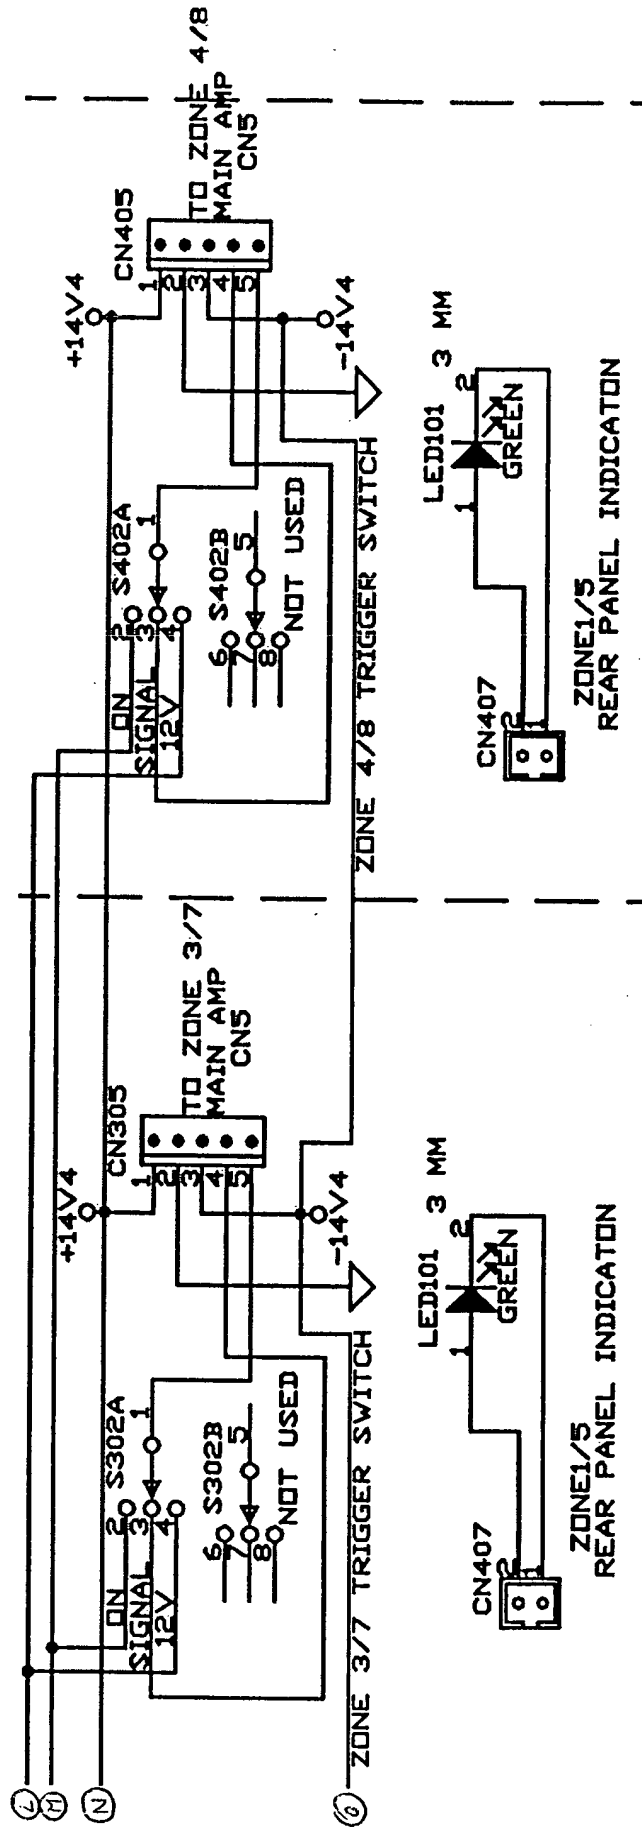 L
M
N
O
+14V4
CN305
1
2
3
4
5
TO ZONE 3/7
MAIN AMP
CN5
-14V4
S302A
1
2
3
4
ON
SIGNAL
12V
S302B
5
6
7
8
NOT USED
ZONE 3/7 TRIGGER SWITCH
LED101
3 MM
1
2
GREEN
CN407
2
1
ZONE1/5
REAR PANEL INDICATON
+14V4
CN405
1
2
3
4
5
TO ZONE 4/8
MAIN AMP
CN5
-14V4
S402A
1
2
3
4
ON
SIGNAL
12V
S402B
5
6
7
8
NOT USED
ZONE 4/8 TRIGGER SWITCH
LED101
3 MM
1
2
GREEN
CN407
2
1
ZONE1/5
REAR PANEL INDICATON